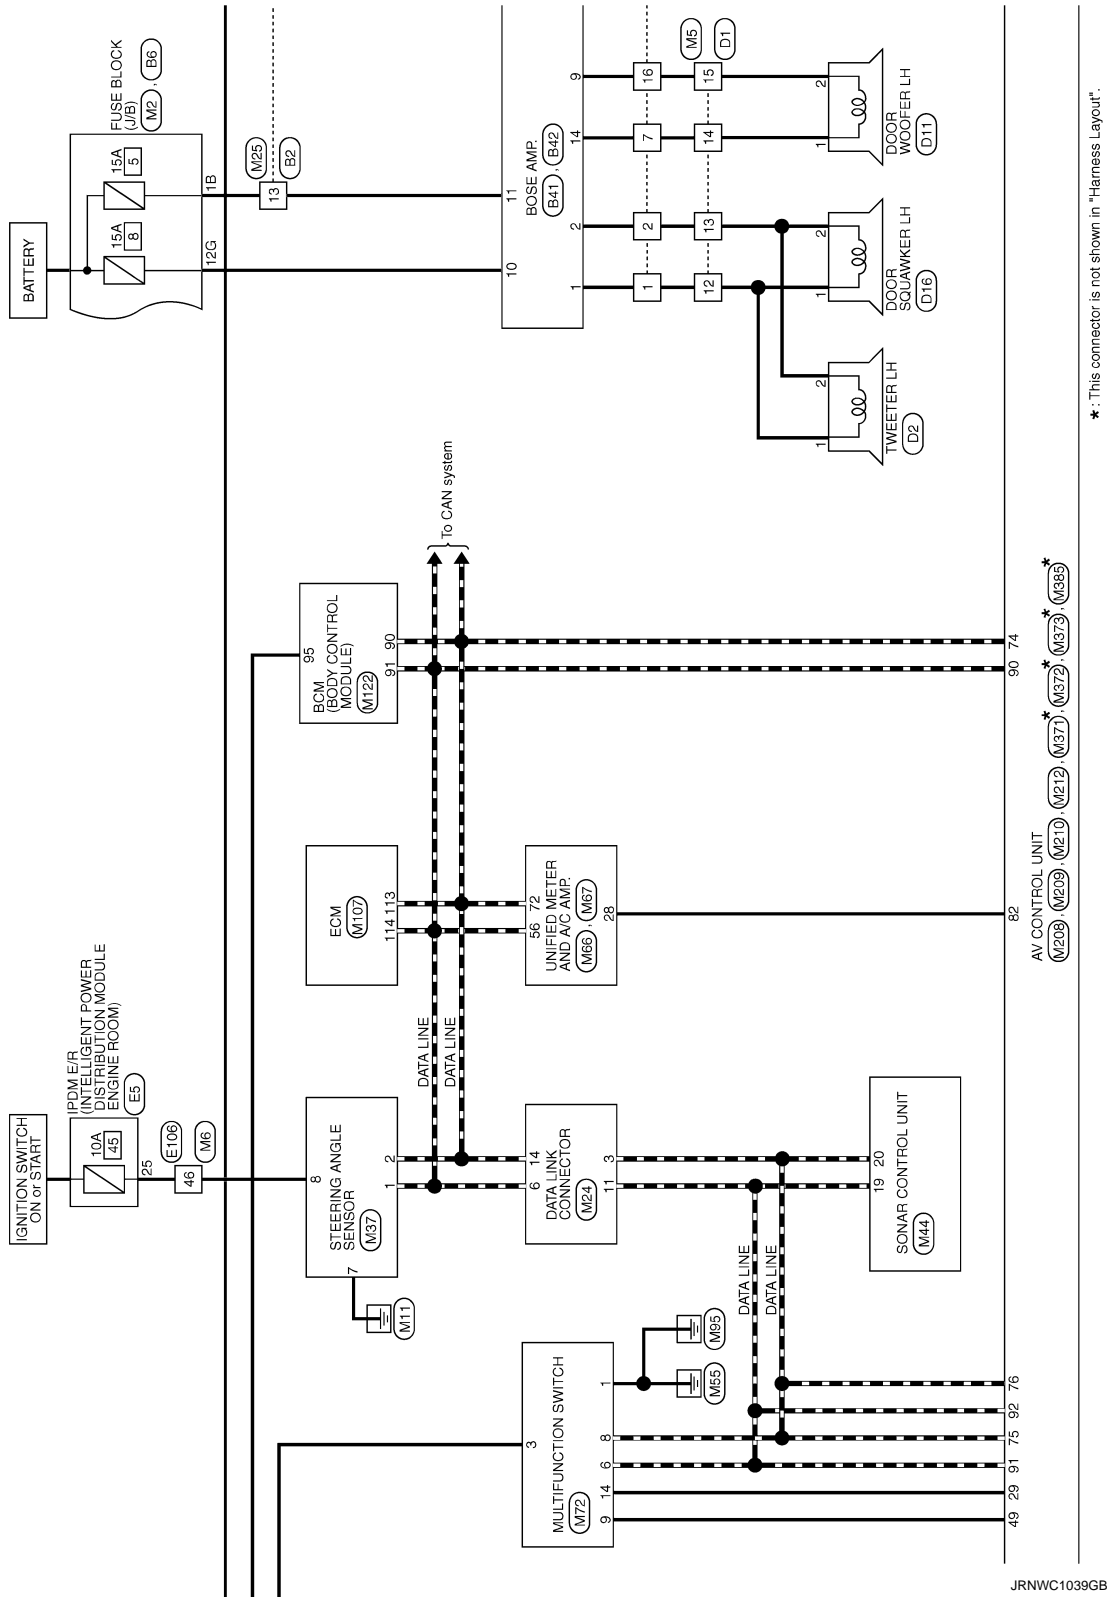 IGNITION SWITCH
ON or START
IPDM E/R
(INTELLIGENT POWER
DISTRIBUTION MODULE
ENGINE ROOM)
E5
10A
45
25
E106
46
M6
BATTERY
FUSE BLOCK
(J/B)
M2 , B6
15A
8
15A
5
12G
1B
M25
13
B2
8
STEERING ANGLE
SENSOR
M37
7
1
2
M11
ECM
M107
114
113
95
BCM
(BODY CONTROL
MODULE)
M122
91
90
DATA LINE
DATA LINE
To CAN system
10
11
BOSE AMP.
B41 , B42
1
2
14
9
3
MULTIFUNCTION SWITCH
M72
9
14
6
8
1
M55
M95
6
14
DATA LINK
CONNECTOR
M24
11
3
56
72
UNIFIED METER
AND A/C AMP.
M66 , M67
28
1
2
7
16
M5
12
13
14
15
D1
DATA LINE
DATA LINE
19
20
SONAR CONTROL UNIT
M44
1
2
TWEETER LH
D2
1
2
DOOR
SQUAWKER LH
D16
1
2
DOOR
WOOFER LH
D11
49
29
91
75
92
76
82
90
74
AV CONTROL UNIT
M208 , M209 , M210 , M212 , M371* , M372* , M373* , M385*
* : This connector is not shown in "Harness Layout".
JRNWC1039GB